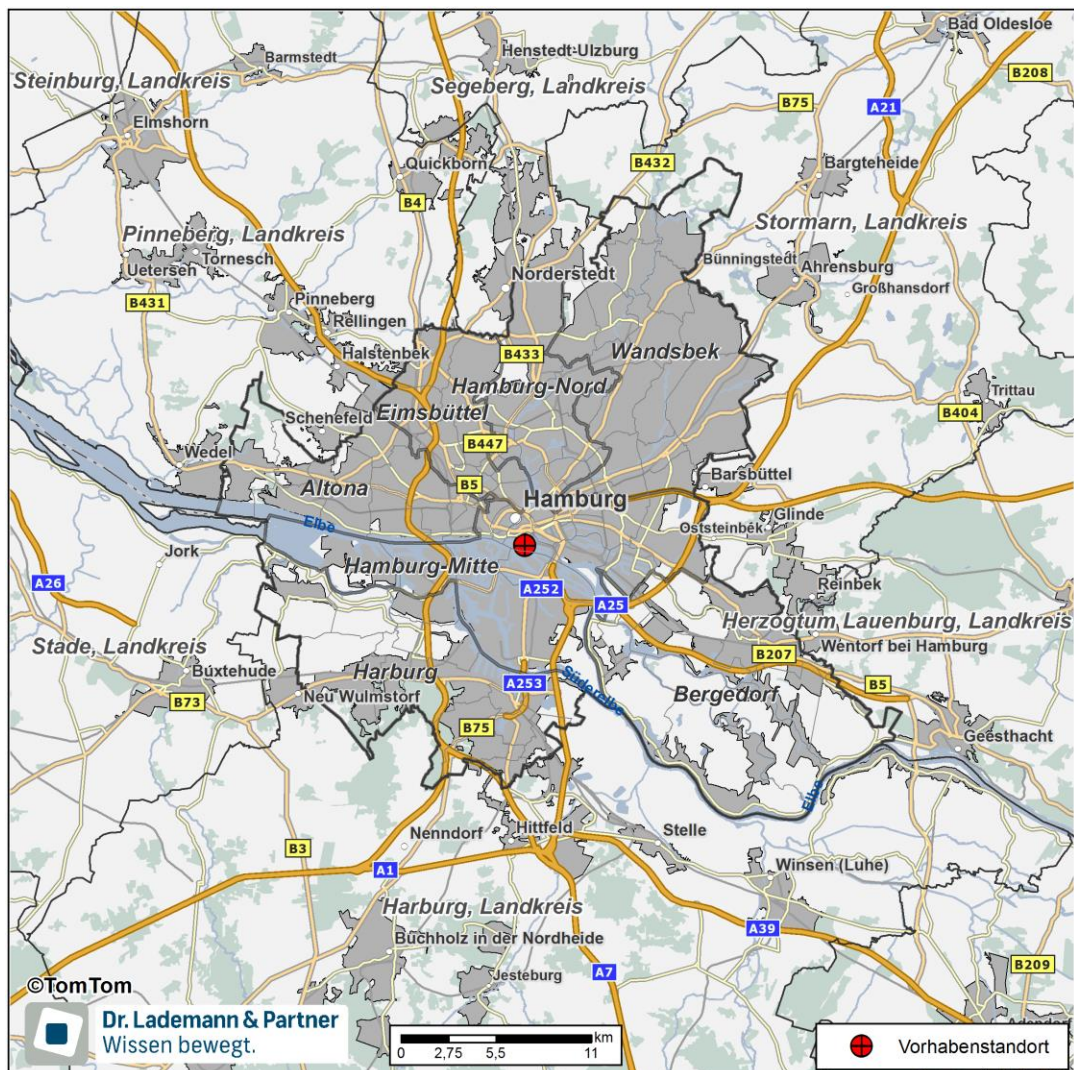 Bad Oldesloe
Henstedt-Ulzburg
Barmstedt
Steinburg, Landkreis
Segeberg, Landkreis
B208
B75
A21
Elmshorn
Quickborn
B432
Bargteheide
B4
Stormarn, Landkreis
Pinneberg, Landkreis
Tornesch
Uetersen
Norderstedt
Bünningstedt
Ahrensburg
Großhansdorf
B431
Pinneberg
Rellingen
Halstenbek
B433
Wandsbek
Hamburg-Nord
Trittau
Eimsbüttel
Schenefeld
B404
B447
Wedel
Altona
B5
Barsbüttel
Hamburg
Glinde
Oststeinbek
Elbe
Jork
Hamburg-Mitte
A26
A252
A25
Reinbek
Herzogtum Lauenburg, Landkreis
Stade, Landkreis
Wentorf bei Hamburg
B207
Buxtehude
Harburg
Süderelbe
A253
B5
Neu Wulmstorf
Bergedorf
B73
B75
Geesthacht
Elbe
Hittfeld
Stelle
Nenndorf
B3
A1
Winsen (Luhe)
Harburg, Landkreis
A39
Buchholz in der Nordheide
Jesteburg
A7
B209
©TomTom
Dr. Lademann & Partner
Wissen bewegt.
km
0 2,75 5,5 11
Vorhabenstandort